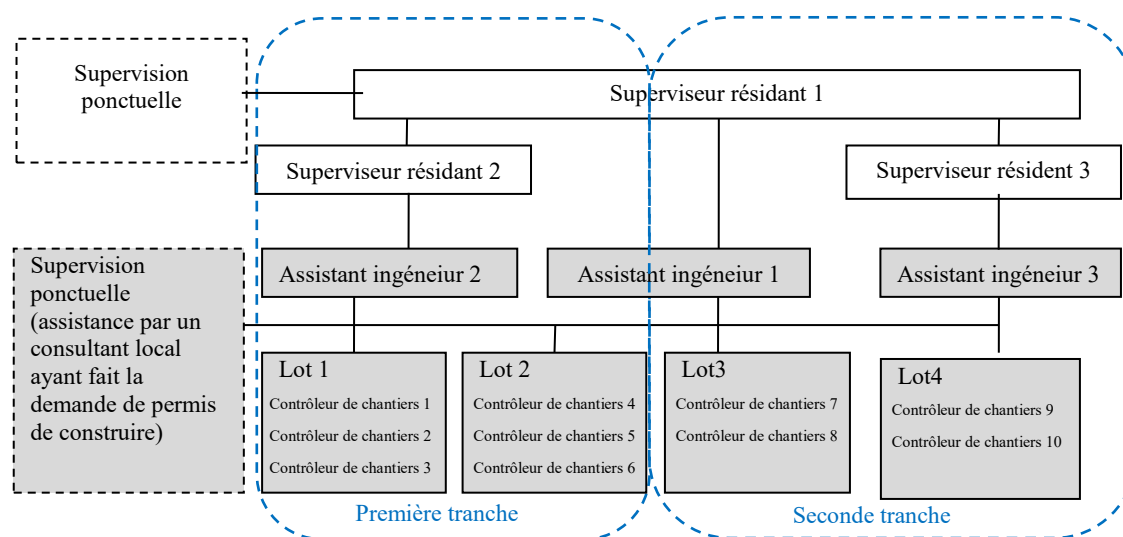 Supervision
ponctuelle
Superviseur résidant 1
Superviseur résidant 2
Superviseur résident 3
Supervision
ponctuelle
(assistance par un
consultant local
ayant fait la
demande de permis
de construire)
Assistant ingéneiur 2
Assistant ingéneiur 1
Assistant ingéneiur 3
Lot 1
Contrôleur de chantiers 1
Contrôleur de chantiers 2
Contrôleur de chantiers 3
Lot 2
Contrôleur de chantiers 4
Contrôleur de chantiers 5
Contrôleur de chantiers 6
Lot3
Contrôleur de chantiers 7
Contrôleur de chantiers 8
Lot4
Contrôleur de chantiers 9
Contrôleur de chantiers 10
Première tranche
Seconde tranche